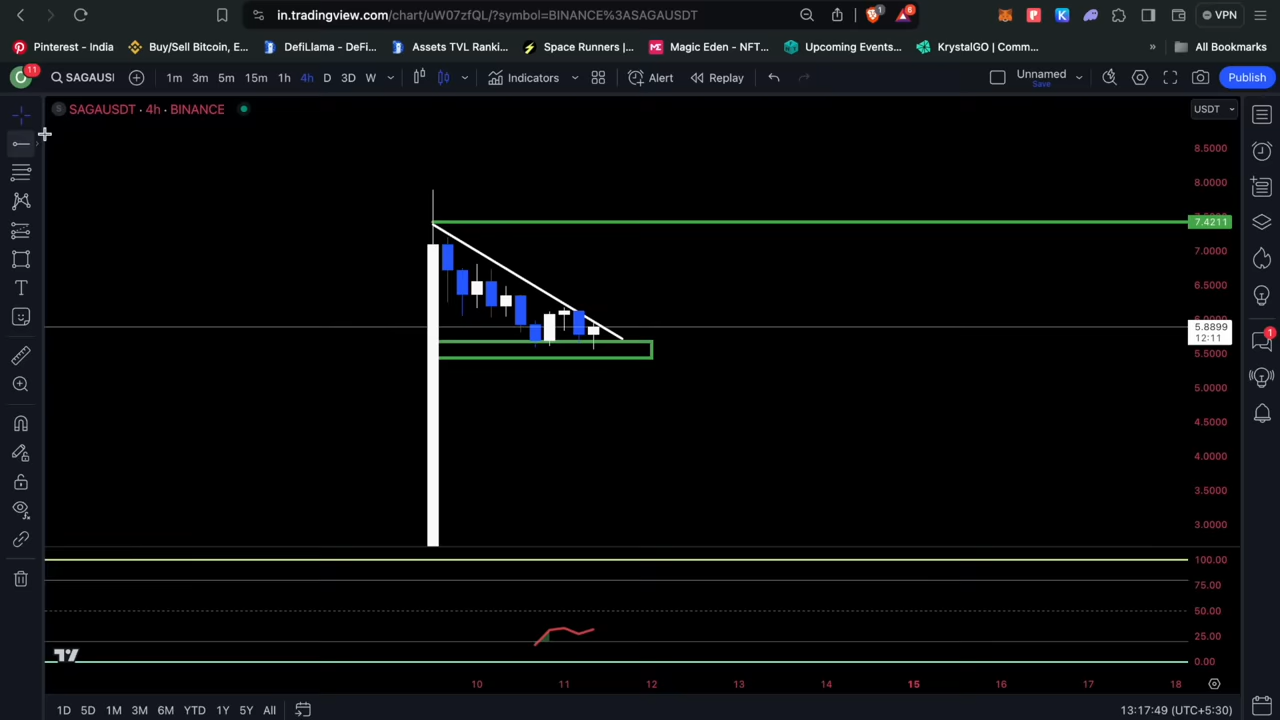 in.tradingview.com/chart/uW07zfQL/?symbol=BINANCE%3ASAGAUSDT
1
6
VPN
Pinterest - India
Buy/Sell Bitcoin, E...
DefiLlama - DeFi...
Assets TVL Ranki...
Space Runners |...
Magic Eden - NFT...
Upcoming Events...
KrystalGO | Comm...
»
All Bookmarks
11
SAGAUSI
1m 3m 5m 15m 1h 4h D 3D W
Indicators
Alert
Replay
Unnamed
Save
Publish
SAGAUSDT · 4h · BINANCE
USDT
8.5000
8.0000
7.4211
7.0000
6.5000
5.8899
12:11
5.5000
5.0000
4.5000
4.0000
3.5000
3.0000
100.00
75.00
50.00
25.00
0.00
1
10 11 12 13 14 15 16 17 18
1D 5D 1M 3M 6M YTD 1Y 5Y All
13:17:49 (UTC+5:30)